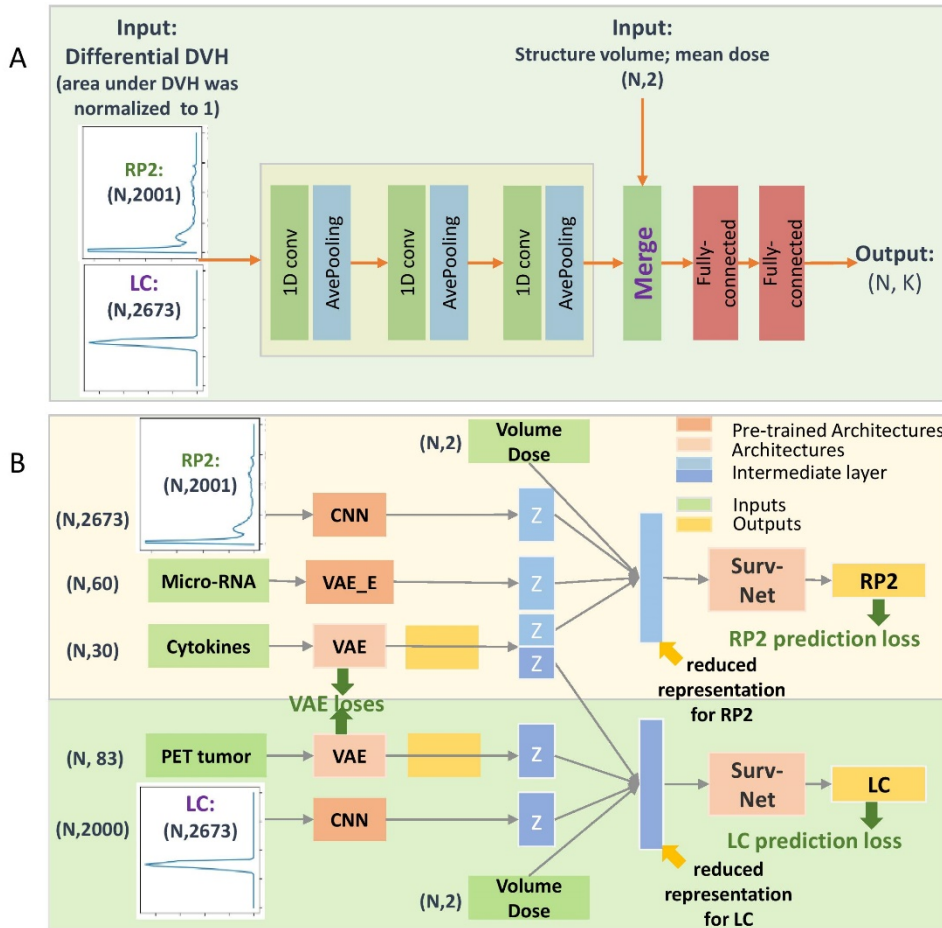 A
Input:
Differential DVH
(area under DVH was
normalized to 1)
RP2:
(N,2001)
LC:
(N,2673)
Input:
Structure volume; mean dose
(N,2)
1D conv
AvePooling
1D conv
AvePooling
1D conv
AvePooling
Merge
Fully-
connected
Fully-
connected
Output:
(N, K)
B
RP2:
(N,2001)
(N,2673)
CNN
Z
(N,2)
Volume
Dose
Pre-trained Architectures
Architectures
Intermediate layer
Inputs
Outputs
(N,60)
Micro-RNA
VAE_E
Z
(N,30)
Cytokines
VAE
Z
Z
Surv-
Net
RP2
RP2 prediction loss
reduced
representation
for RP2
VAE loses
(N, 83)
PET tumor
VAE
Z
LC:
(N,2673)
(N,2000)
CNN
Z
(N,2)
Volume
Dose
Surv-
Net
LC
LC prediction loss
reduced
representation
for LC